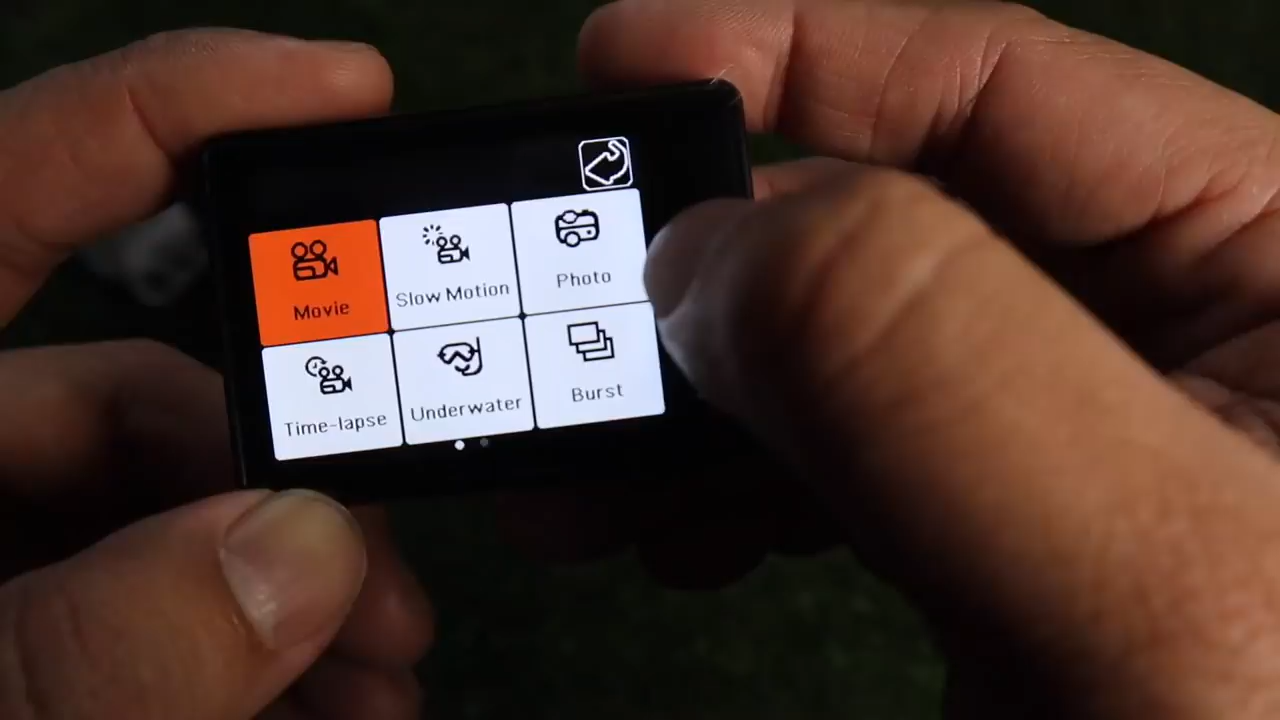 Movie
Slow Motion
Photo
Time-lapse
Underwater
Burst